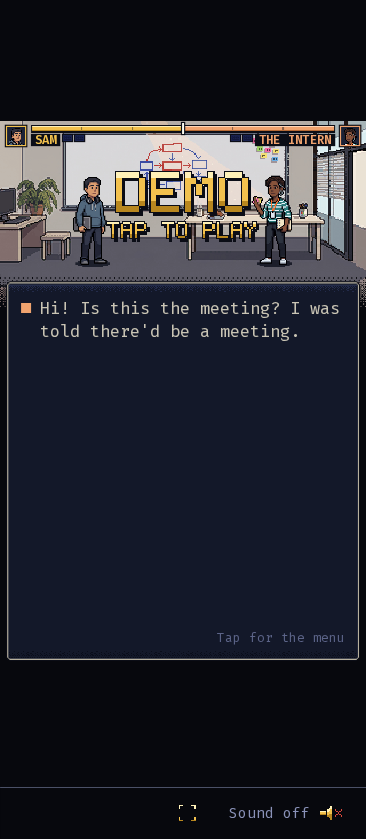 SAM
THE INTERN
DEMO
TAP TO PLAY
Hi! Is this the meeting? I was
told there'd be a meeting.
Tap for the menu
Sound off